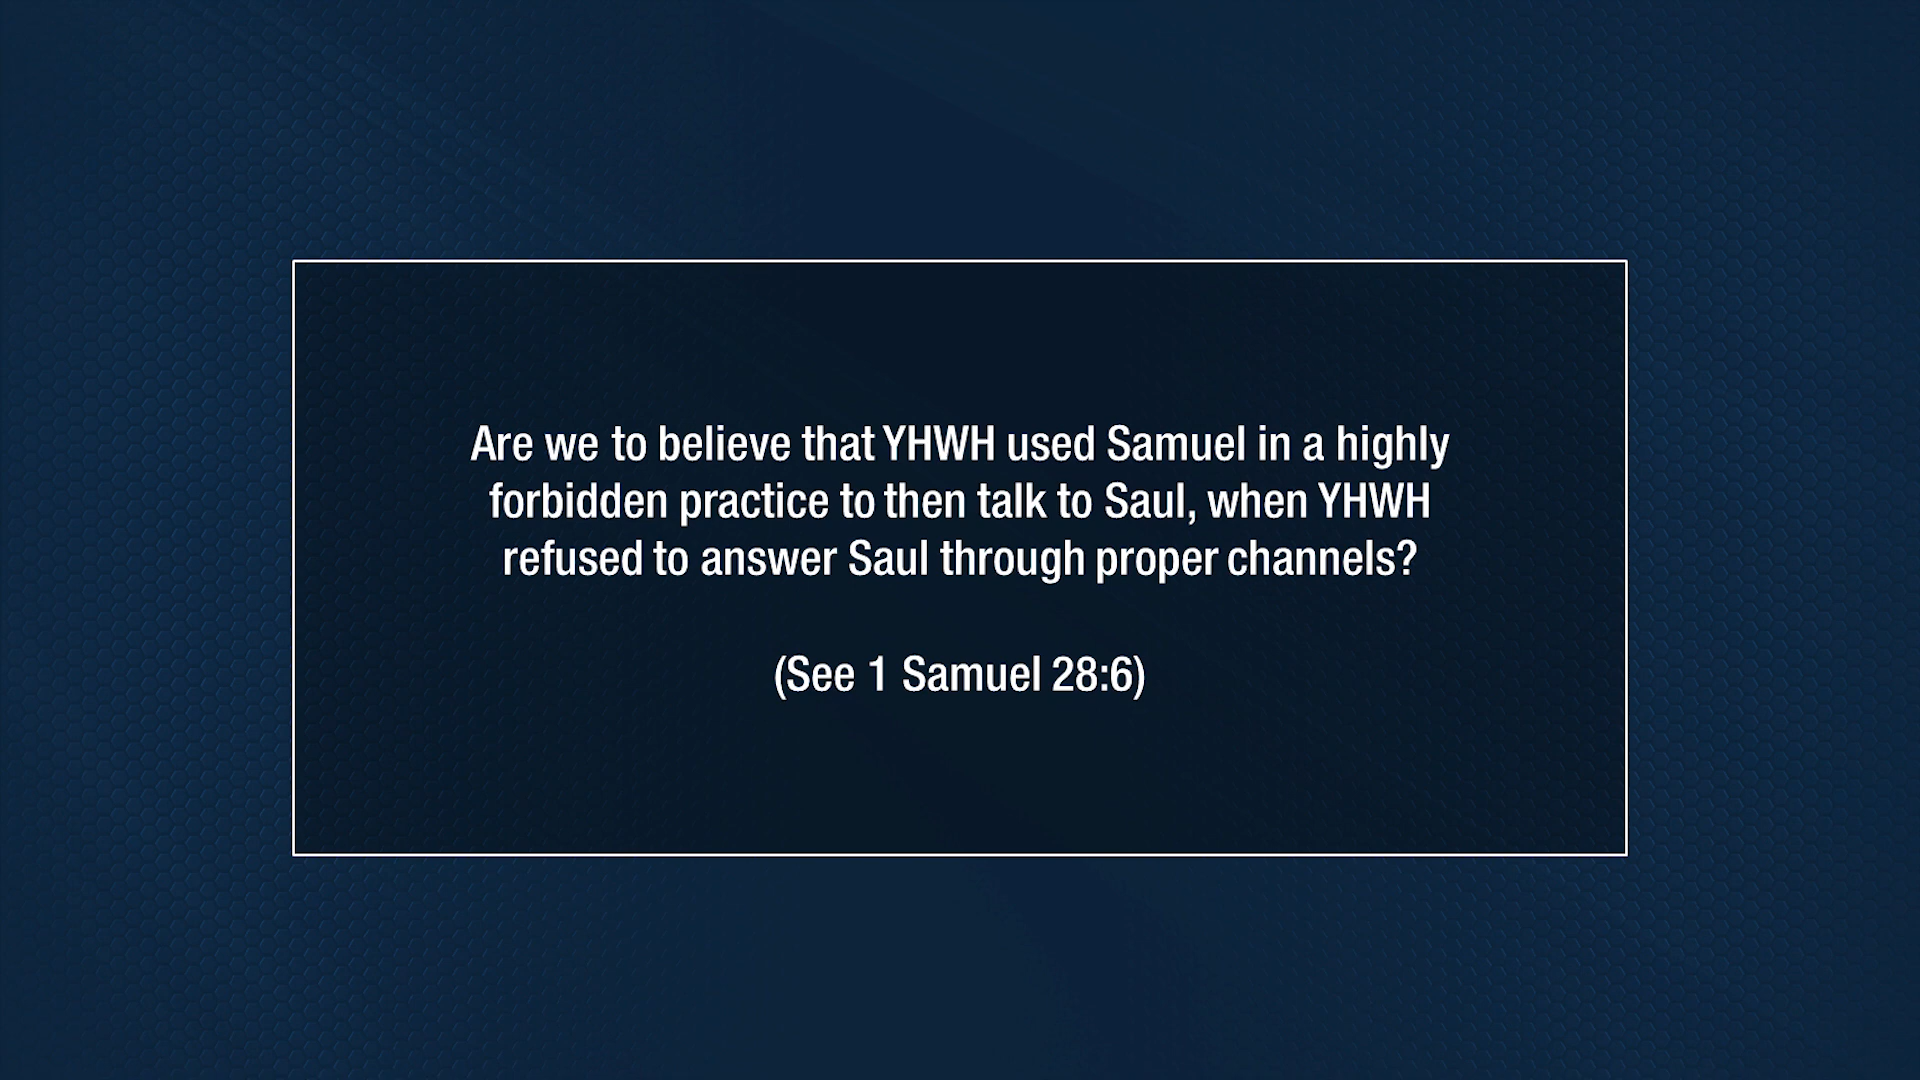 Are we to believe that YHWH used Samuel in a highly
forbidden practice to then talk to Saul, when YHWH
refused to answer Saul through proper channels?
(See 1 Samuel 28:6)